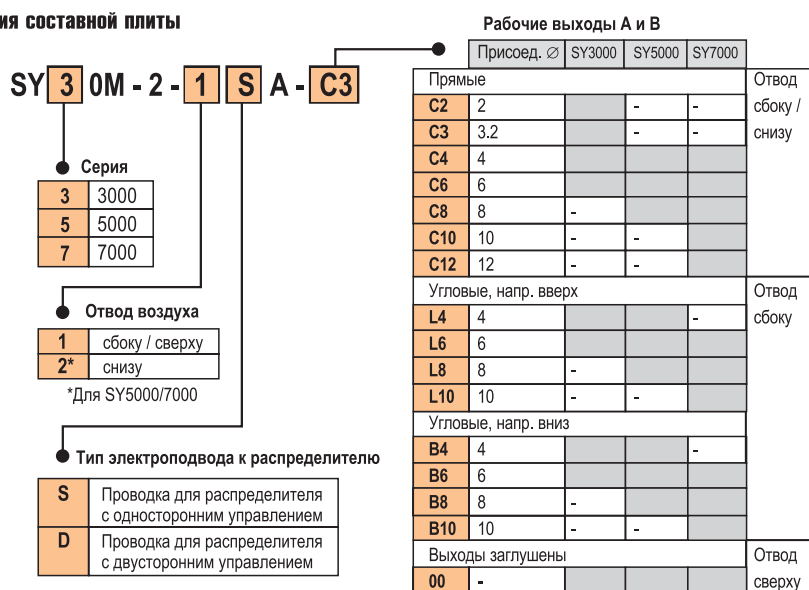 ия составной плиты
SY 3 0M - 2 - 1 S A - C3
Серия
3 3000
5 5000
7 7000
Отвод воздуха
1 сбоку / сверху
2* снизу
*Для SY5000/7000
Тип электроподвода к распределителю
S Проводка для распределителя
с односторонним управлением
D Проводка для распределителя
с двусторонним управлением
Рабочие выходы А и В
Присоед. ∅ SY3000 SY5000 SY7000
Прямые Отвод
C2 2 - - сбоку /
C3 3.2 - - снизу
C4 4
C6 6
C8 8 -
C10 10 - -
C12 12 - -
Угловые, напр. вверх Отвод
L4 4 - сбоку
L6 6
L8 8 -
L10 10 - -
Угловые, напр. вниз
B4 4 -
B6 6
B8 8 -
B10 10 - -
Выходы заглушены Отвод
00 - сверху